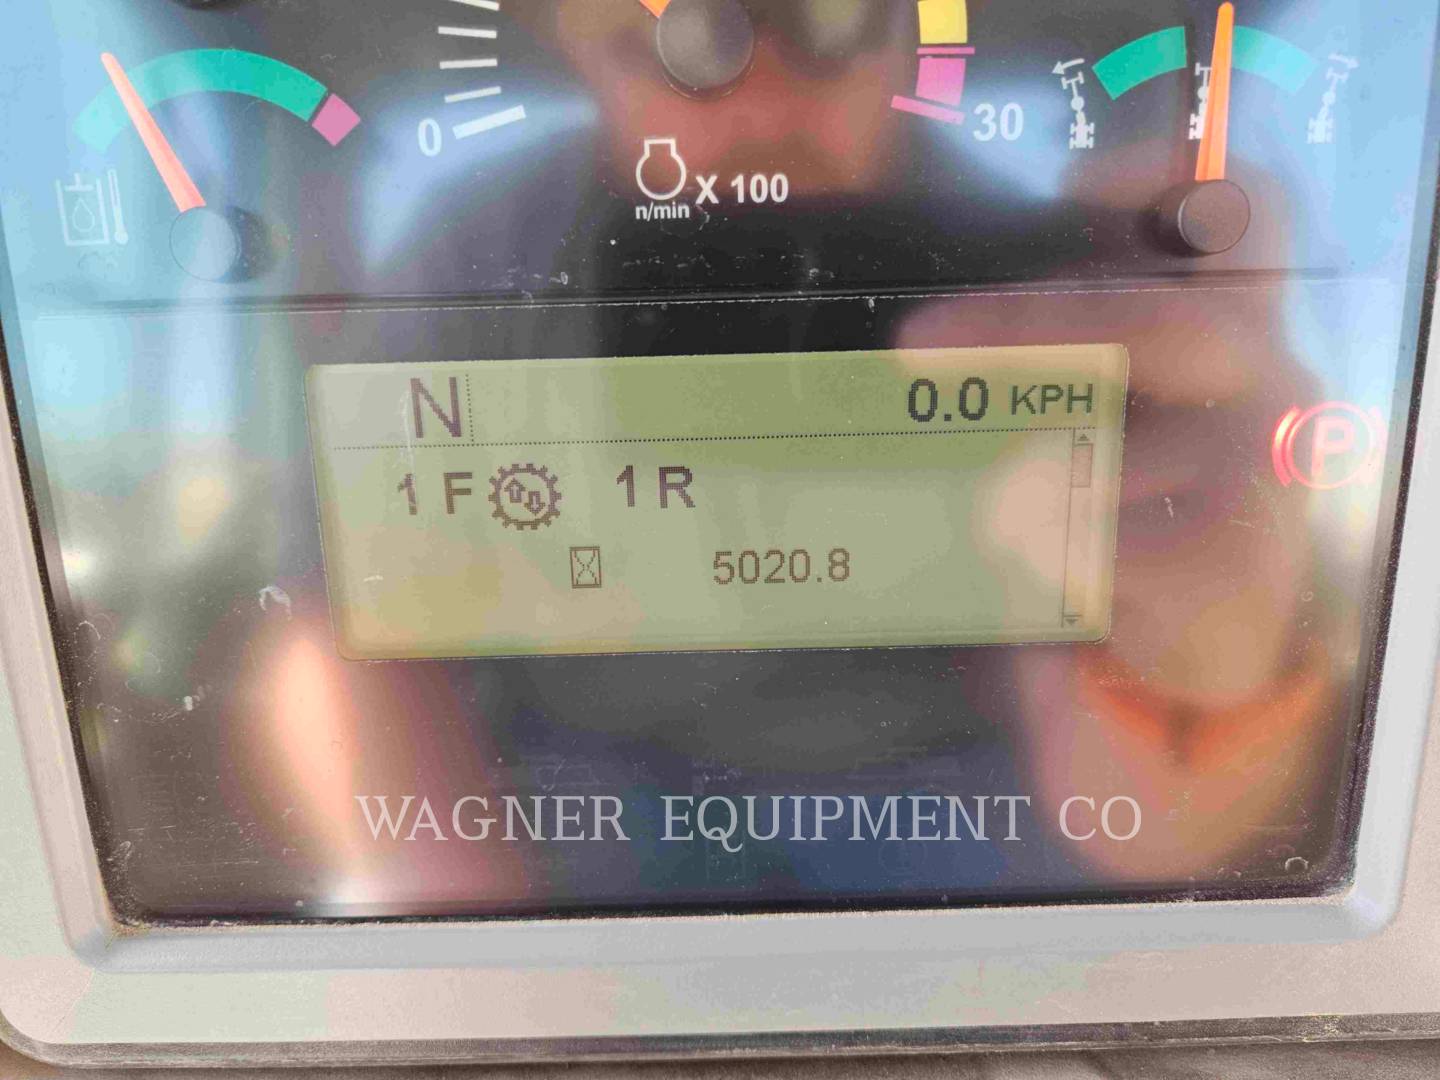 0
30
X 100
n/min
N 0.0 KPH
1 F 1 R
5020.8
P
WAGNER EQUIPMENT CO